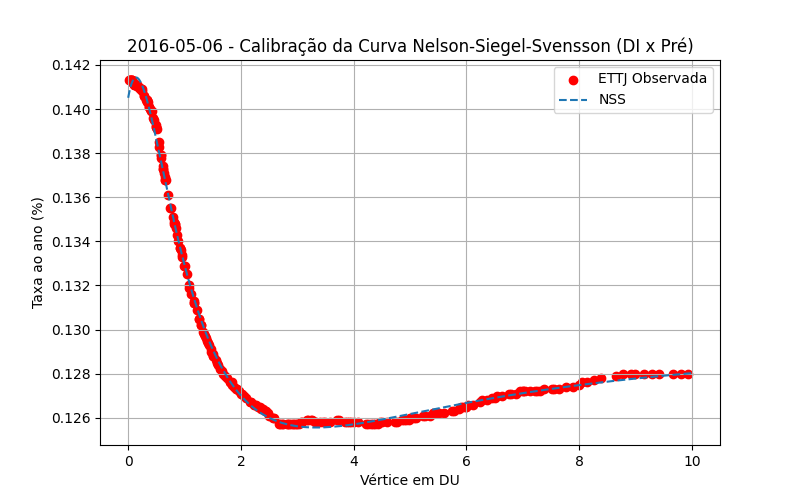 2016-05-06 - Calibração da Curva Nelson-Siegel-Svensson (DI x Pré)
ETTJ Observada
NSS
Taxa ao ano (%)
0.142
0.140
0.138
0.136
0.134
0.132
0.130
0.128
0.126
0 2 4 6 8 10
Vértice em DU